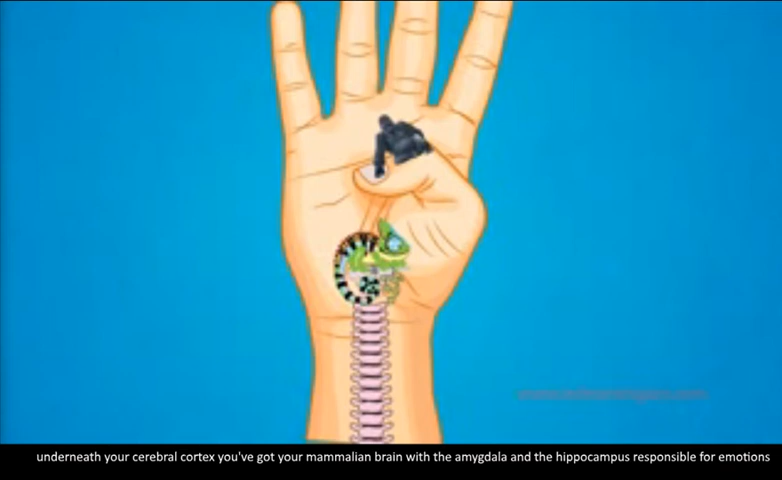 underneath your cerebral cortex you've got your mammalian brain with the amygdala and the hippocampus responsible for emotions